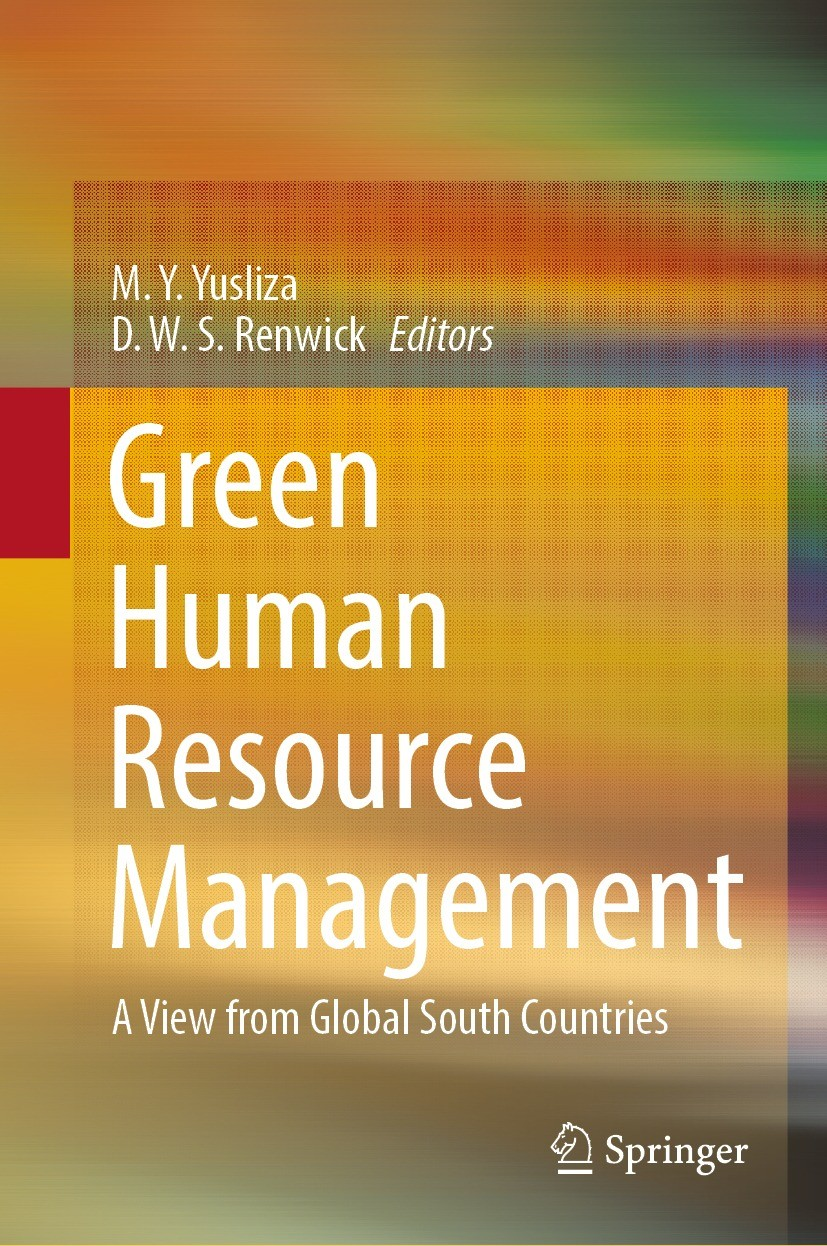 M. Y. Yusliza
D. W. S. Renwick Editors
Green
Human
Resource
Management
A View from Global South Countries
Springer